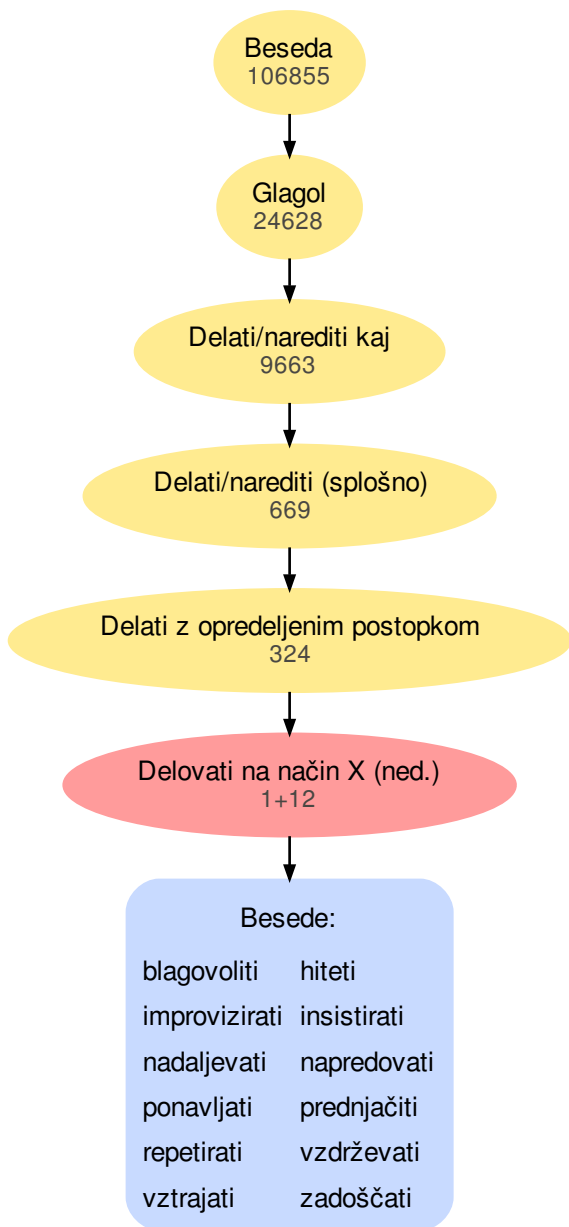 Beseda
106855
Glagol
24628
Delati/narediti kaj
9663
Delati/narediti (splošno)
669
Delati z opredeljenim postopkom
324
Delovati na način X (ned.)
1+12
Besede:
blagovoliti hiteti
improvizirati insistirati
nadaljevati napredovati
ponavljati prednjačiti
repetirati vzdrževati
vztrajati zadoščati